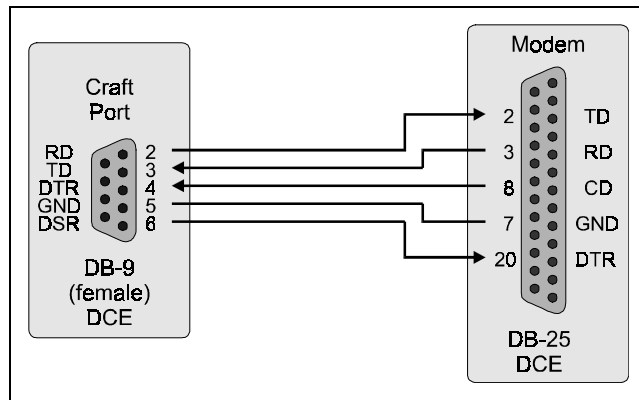 Craft
Port
RD 2
TD 3
DTR 4
GND 5
DSR 6
DB-9
(female)
DCE
Modem
2 TD
3 RD
8 CD
7 GND
20 DTR
DB-25
DCE